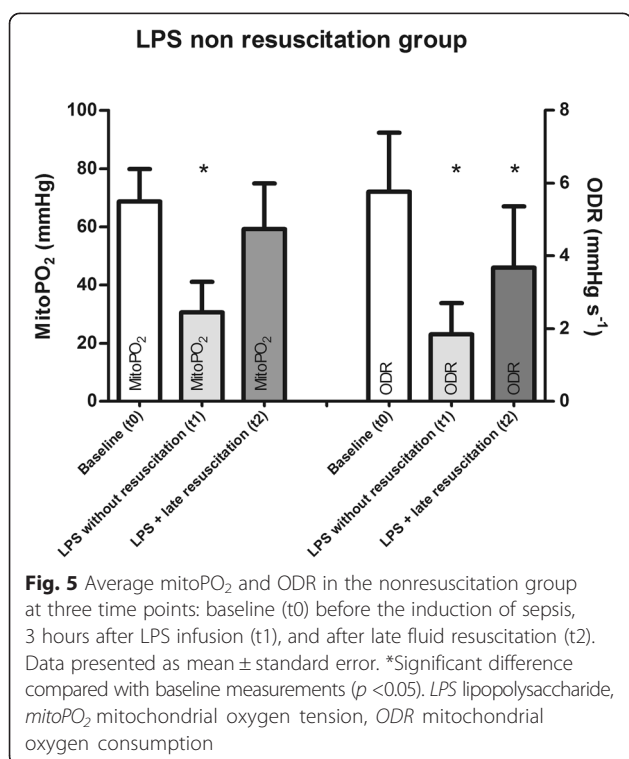 LPS non resuscitation group
100
80
60
40
20
0
MitoPO₂ (mmHg)
8
6
4
2
0
ODR (mmHg s⁻¹)
*
*
*
MitoPO₂
MitoPO₂
MitoPO₂
ODR
ODR
ODR
Baseline (t0)
LPS without resuscitation (t1)
LPS + late resuscitation (t2)
Baseline (t0)
LPS without resuscitation (t1)
LPS + late resuscitation (t2)
Fig. 5 Average mitoPO₂ and ODR in the nonresuscitation group
at three time points: baseline (t0) before the induction of sepsis,
3 hours after LPS infusion (t1), and after late fluid resuscitation (t2).
Data presented as mean ± standard error. *Significant difference
compared with baseline measurements (p <0.05). LPS lipopolysaccharide,
mitoPO₂ mitochondrial oxygen tension, ODR mitochondrial
oxygen consumption